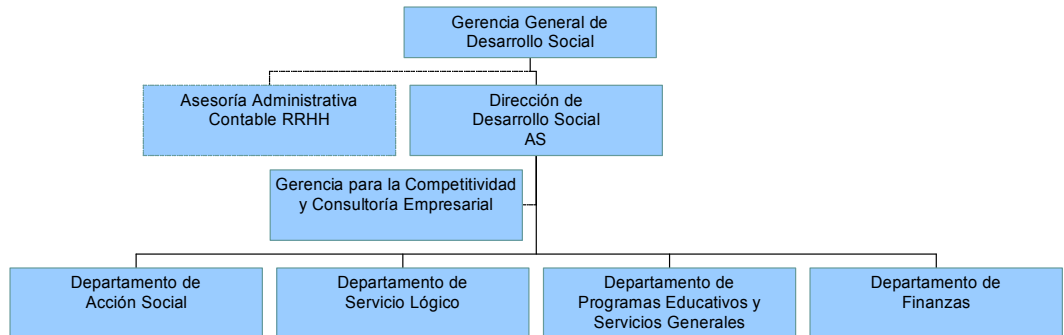 Gerencia General de
Desarrollo Social
Asesoría Administrativa
Contable RRHH
Dirección de
Desarrollo Social
AS
Gerencia para la Competitividad
y Consultoría Empresarial
Departamento de
Acción Social
Departamento de
Servicio Lógico
Departamento de
Programas Educativos y
Servicios Generales
Departamento de
Finanzas